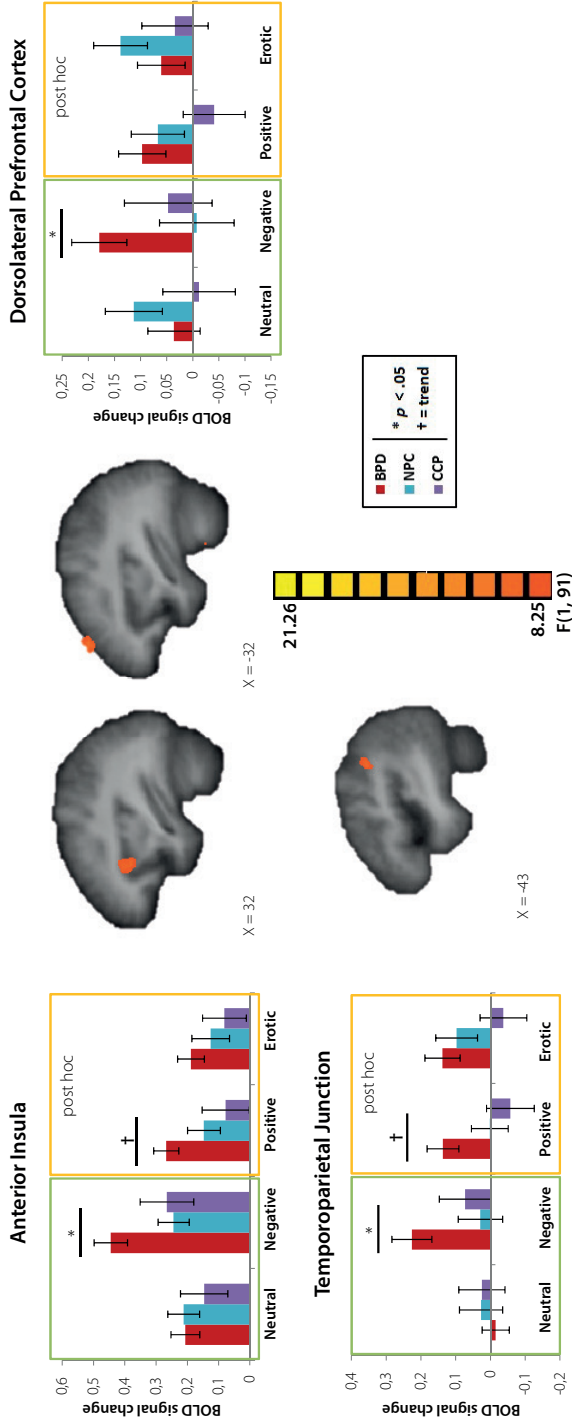 Anterior Insula
BOLD signal change
0,6
0,5
0,4
0,3
0,2
0,1
0
*
†
post hoc
Neutral Negative Positive Erotic
Temporoparietal Junction
BOLD signal change
0,4
0,3
0,2
0,1
0
-0,1
-0,2
*
†
post hoc
Neutral Negative Positive Erotic
X = 32
X = -32
X = -43
21.26
8.25
F(1, 91)
Dorsolateral Prefrontal Cortex
BOLD signal change
0,25
0,2
0,15
0,1
0,05
0
-0,05
-0,1
-0,15
*
post hoc
Neutral Negative Positive Erotic
BPD
NPC
CCP
* p < .05
† = trend